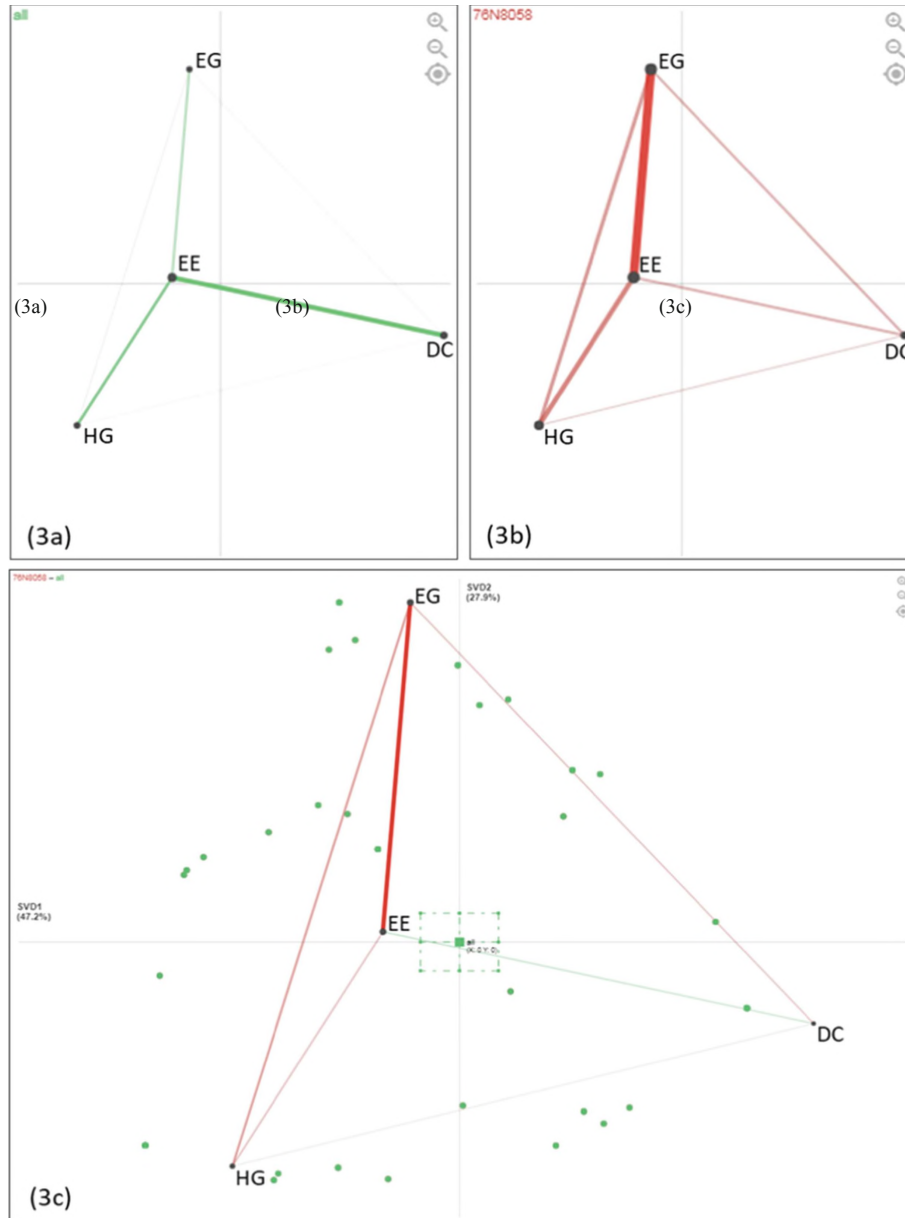 all
EG
EE
(3a)
(3b)
DC
HG
(3a)
76N8058
EG
EE
(3c)
DC
HG
(3b)
76N8058 - all
SVD2
(27.9%)
EG
SVD1
(47.2%)
EE
all
DC
HG
(3c)